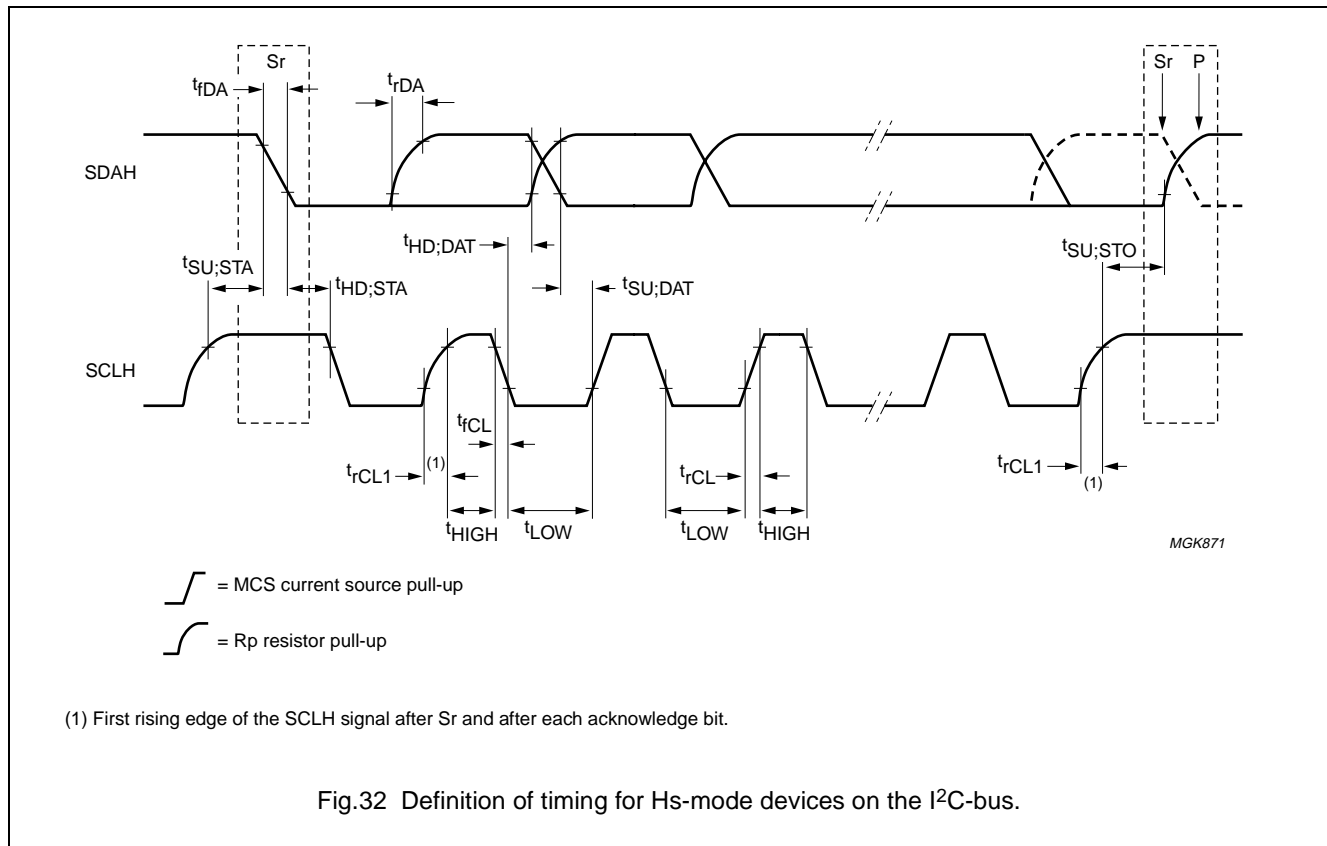 Sr
Sr P
tfDA
trDA
SDAH
tHD;DAT
tSU;STO
tSU;STA
tHD;STA
tSU;DAT
SCLH
tfCL
trCL1 (1)
trCL
trCL1 (1)
tHIGH
tLOW
tLOW
tHIGH
MGK871
= MCS current source pull-up
= Rp resistor pull-up
(1) First rising edge of the SCLH signal after Sr and after each acknowledge bit.
Fig.32 Definition of timing for Hs-mode devices on the I2C-bus.